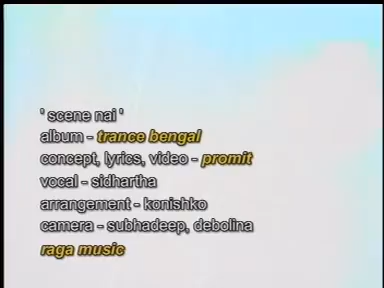 ' scene nai '
album - trance bengal
concept, lyrics, video - promit
vocal - sidhartha
arrangement - konishko
camera - subhadeep, debolina
raga music